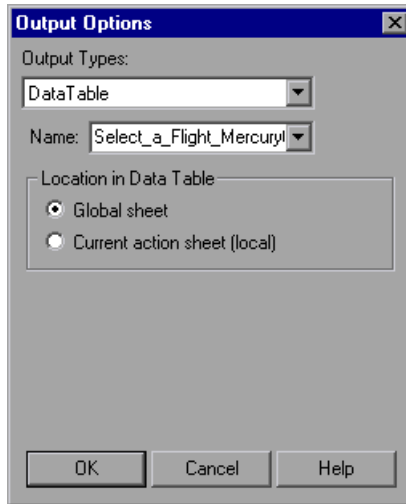 Output Options
Output Types:
DataTable
Name: Select_a_Flight_Mercury
Location in Data Table
Global sheet
Current action sheet (local)
OK Cancel Help